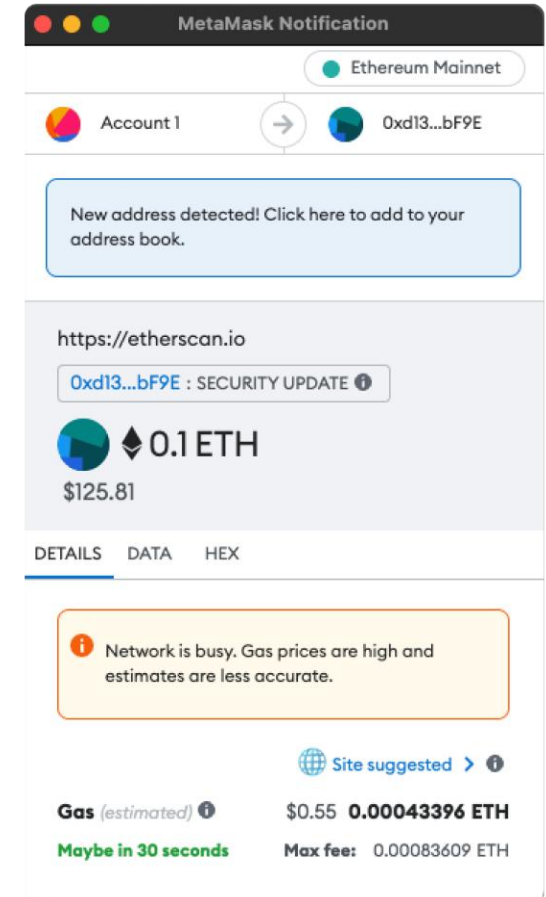 MetaMask Notification
Ethereum Mainnet
Account 1
0xd13...bF9E
New address detected! Click here to add to your
address book.
https://etherscan.io
0xd13...bF9E : SECURITY UPDATE
0.1 ETH
$125.81
DETAILS DATA HEX
Network is busy. Gas prices are high and
estimates are less accurate.
Site suggested >
Gas (estimated) $0.55 0.00043396 ETH
Maybe in 30 seconds Max fee: 0.00083609 ETH